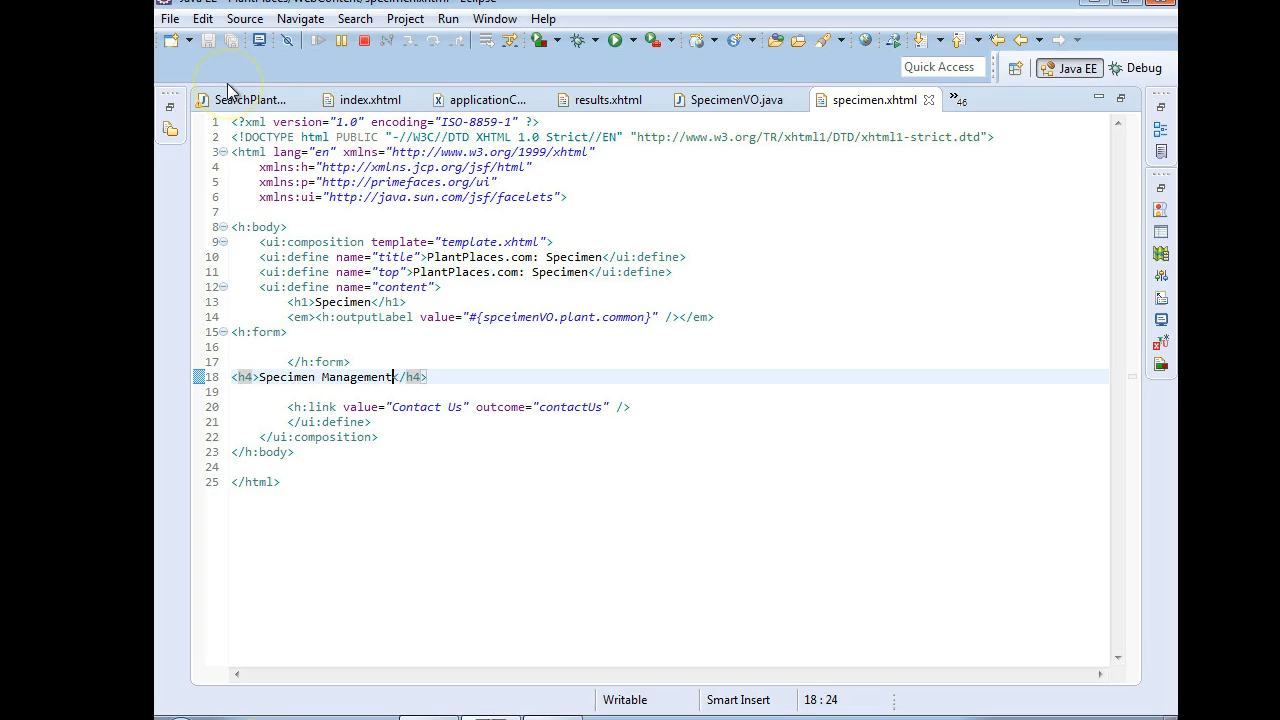 File Edit Source Navigate Search Project Run Window Help
Quick Access Java EE Debug
SearchPlant... index.xhtml applicationC... results.xhtml SpecimenVO.java specimen.xhtml »46
1 <?xml version="1.0" encoding="ISO-8859-1" ?>
2 <!DOCTYPE html PUBLIC "-//W3C//DTD XHTML 1.0 Strict//EN" "http://www.w3.org/TR/xhtml1/DTD/xhtml1-strict.dtd">
3 <html lang="en" xmlns="http://www.w3.org/1999/xhtml"
4 xmlns:h="http://xmlns.jcp.org/jsf/html"
5 xmlns:p="http://primefaces.org/ui"
6 xmlns:ui="http://java.sun.com/jsf/facelets">
7
8 <h:body>
9 <ui:composition template="template.xhtml">
10 <ui:define name="title">PlantPlaces.com: Specimen</ui:define>
11 <ui:define name="top">PlantPlaces.com: Specimen</ui:define>
12 <ui:define name="content">
13 <h1>Specimen</h1>
14 <em><h:outputLabel value="#{spceimenVO.plant.common}" /></em>
15 <h:form>
16
17 </h:form>
18 <h4>Specimen Management</h4>
19
20 <h:link value="Contact Us" outcome="contactUs" />
21 </ui:define>
22 </ui:composition>
23 </h:body>
24
25 </html>
Writable Smart Insert 18 : 24